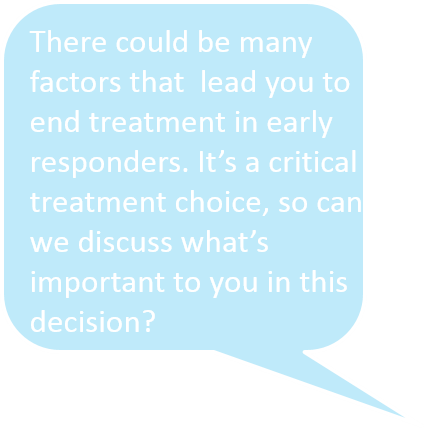 There could be many
factors that  lead you to
end treatment in early
responders. It’s a critical
treatment choice, so can
we discuss what’s
important to you in this
decision?